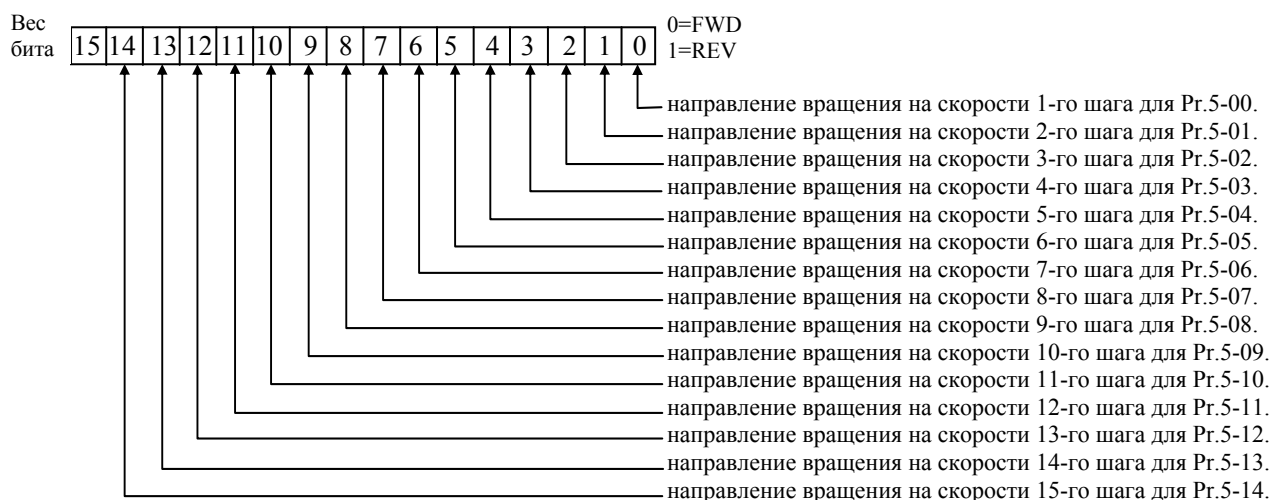 Вес 0=FWD
бита 15 14 13 12 11 10 9 8 7 6 5 4 3 2 1 0 1=REV
направление вращения на скорости 1-го шага для Pr.5-00.
направление вращения на скорости 2-го шага для Pr.5-01.
направление вращения на скорости 3-го шага для Pr.5-02.
направление вращения на скорости 4-го шага для Pr.5-03.
направление вращения на скорости 5-го шага для Pr.5-04.
направление вращения на скорости 6-го шага для Pr.5-05.
направление вращения на скорости 7-го шага для Pr.5-06.
направление вращения на скорости 8-го шага для Pr.5-07.
направление вращения на скорости 9-го шага для Pr.5-08.
направление вращения на скорости 10-го шага для Pr.5-09.
направление вращения на скорости 11-го шага для Pr.5-10.
направление вращения на скорости 12-го шага для Pr.5-11.
направление вращения на скорости 13-го шага для Pr.5-12.
направление вращения на скорости 14-го шага для Pr.5-13.
направление вращения на скорости 15-го шага для Pr.5-14.